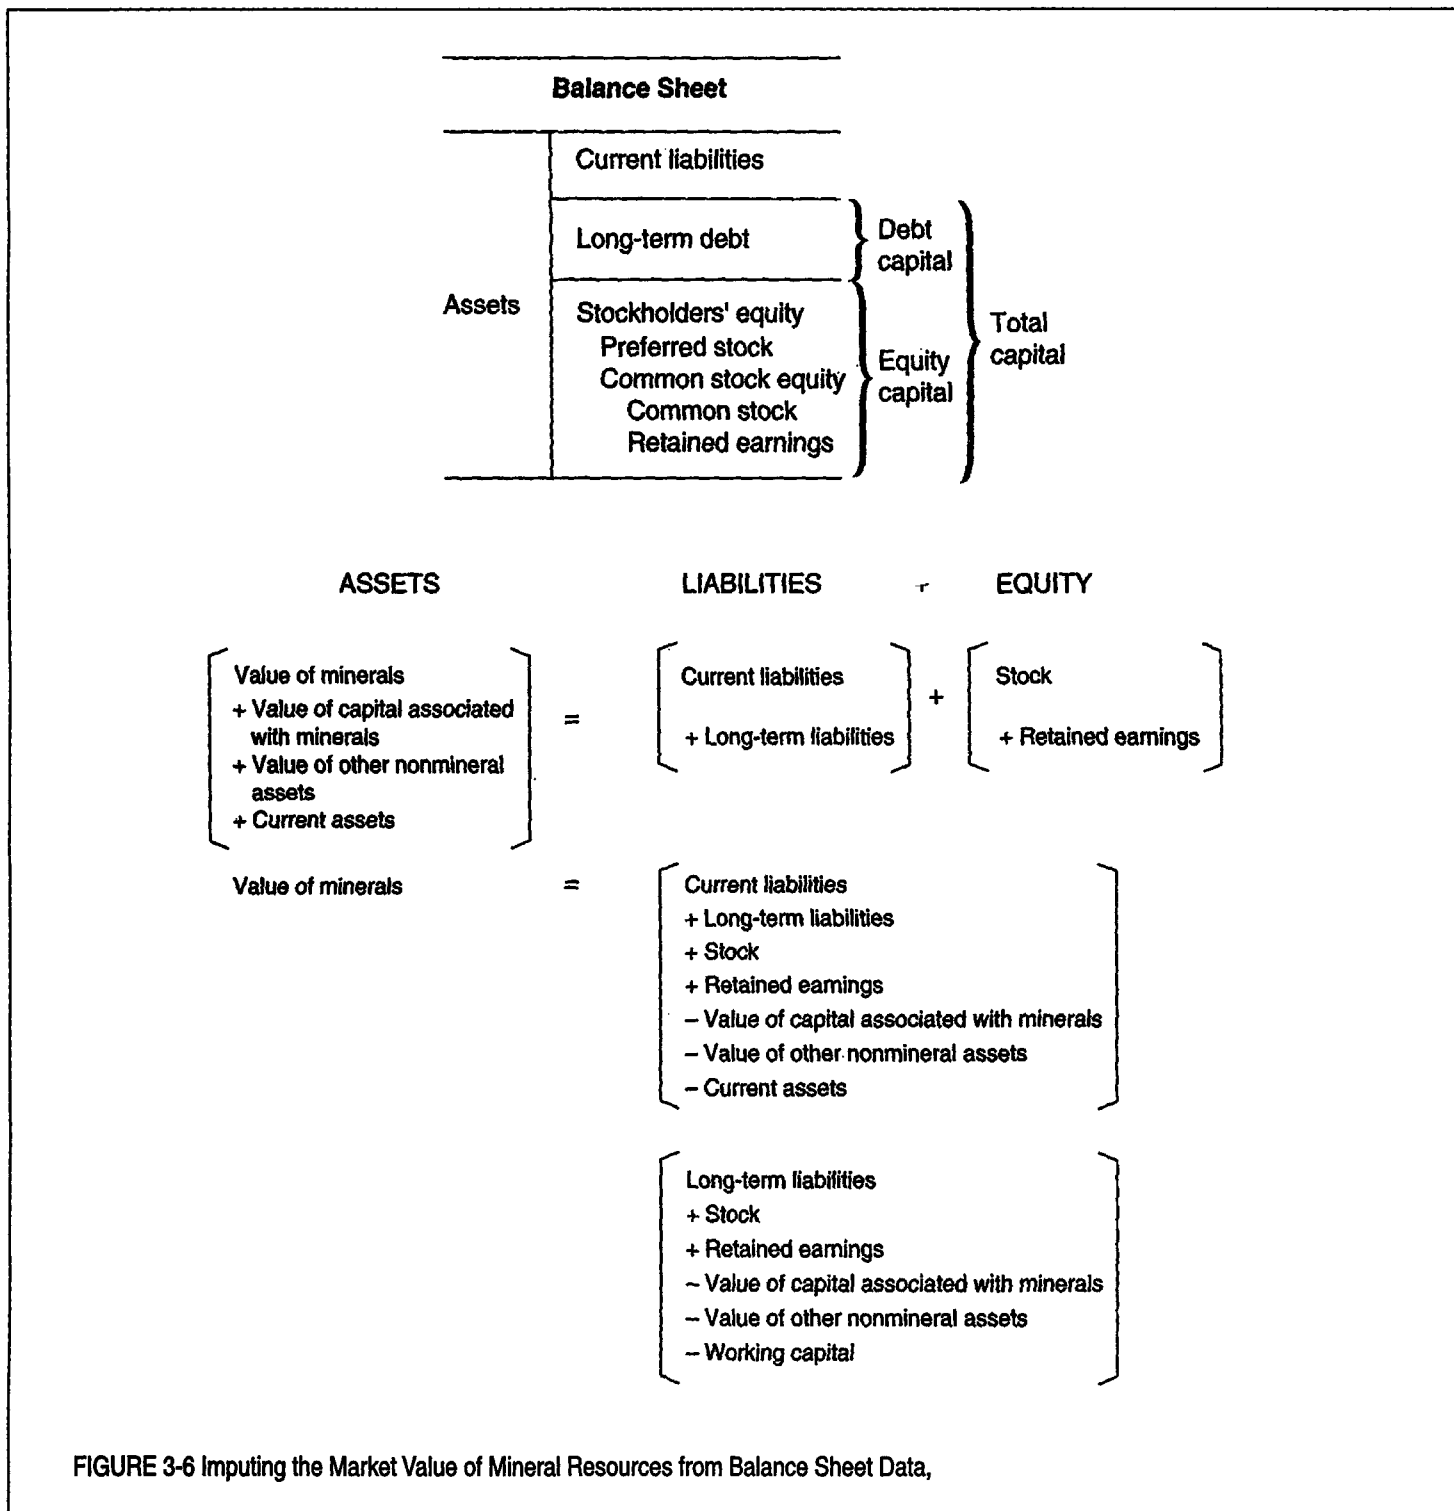 Balance Sheet
Current liabilities
Long-term debt
Debt
capital
Assets
Stockholders' equity
Preferred stock
Common stock equity
Common stock
Retained earnings
Equity
capital
Total
capital
ASSETS LIABILITIES EQUITY
Value of minerals
+ Value of capital associated
with minerals
+ Value of other nonmineral
assets
+ Current assets
=
Current liabilities
+ Long-term liabilities
+
Stock
+ Retained earnings
Value of minerals =
Current liabilities
+ Long-term liabilities
+ Stock
+ Retained earnings
– Value of capital associated with minerals
– Value of other nonmineral assets
– Current assets
Long-term liabilities
+ Stock
+ Retained earnings
– Value of capital associated with minerals
– Value of other nonmineral assets
– Working capital
FIGURE 3-6 Imputing the Market Value of Mineral Resources from Balance Sheet Data,